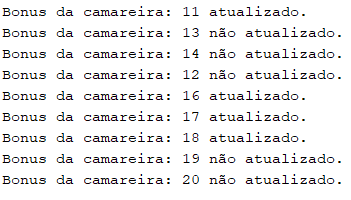 Bonus da camareira: 11 atualizado.
Bonus da camareira: 13 não atualizado.
Bonus da camareira: 14 não atualizado.
Bonus da camareira: 12 não atualizado.
Bonus da camareira: 16 atualizado.
Bonus da camareira: 17 atualizado.
Bonus da camareira: 18 atualizado.
Bonus da camareira: 19 não atualizado.
Bonus da camareira: 20 não atualizado.